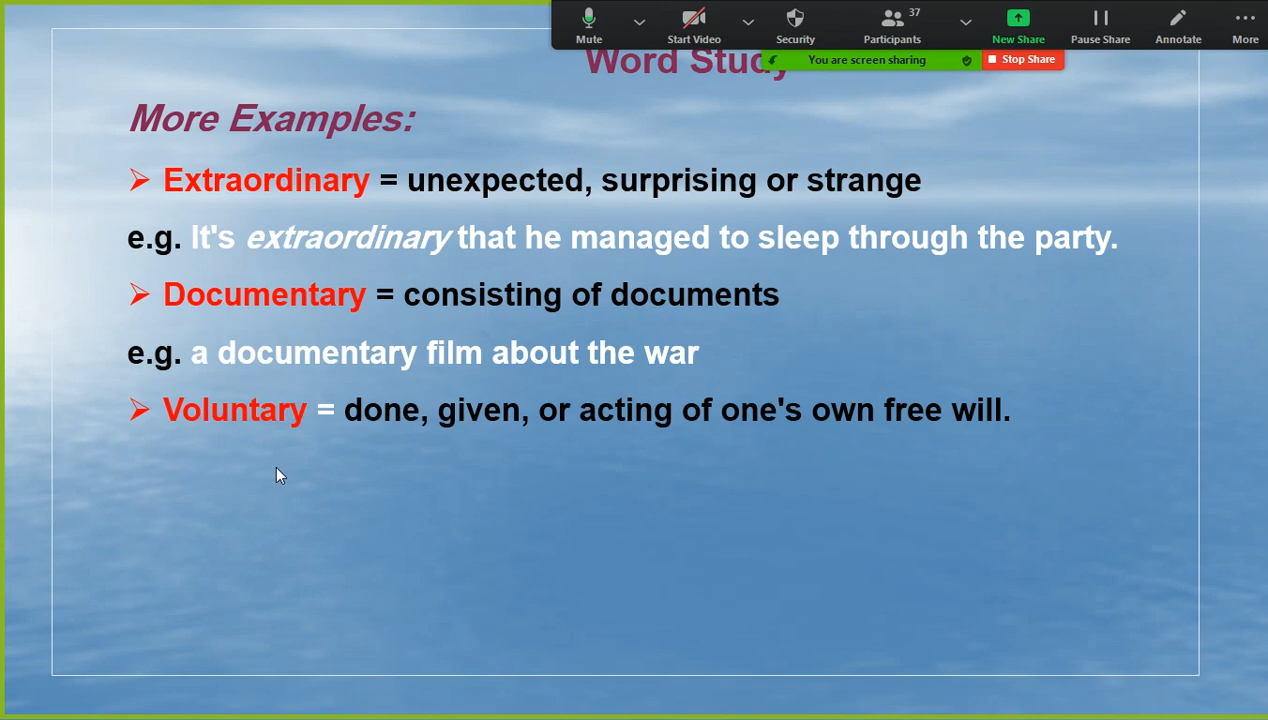 37
Mute
Start Video
Security
Participants
New Share
Pause Share
Annotate
More
You are screen sharing
Stop Share
Word Study
More Examples:
Extraordinary = unexpected, surprising or strange
e.g. It's extraordinary that he managed to sleep through the party.
Documentary = consisting of documents
e.g. a documentary film about the war
Voluntary = done, given, or acting of one's own free will.